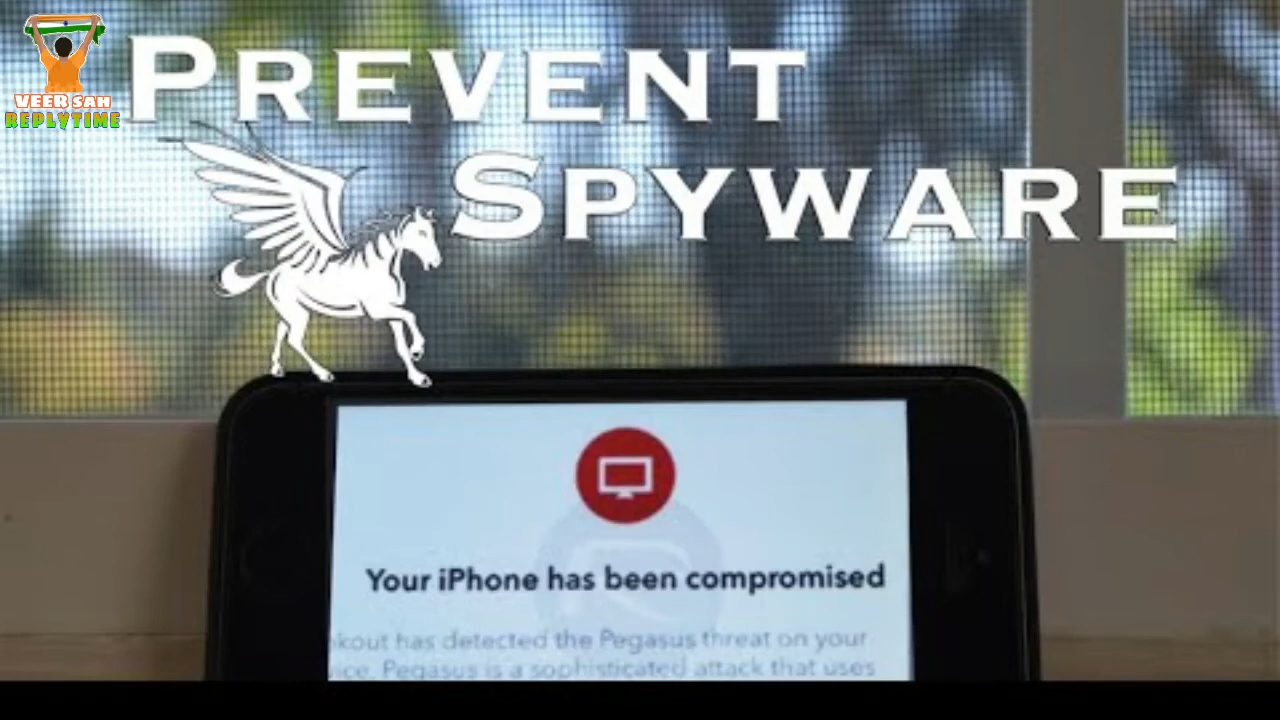 VEER SAH
REPLYTIME
PREVENT
SPYWARE
Your iPhone has been compromised
kout has detected the Pegasus threat on your
ice. Pegasus is a sophisticated attack that uses